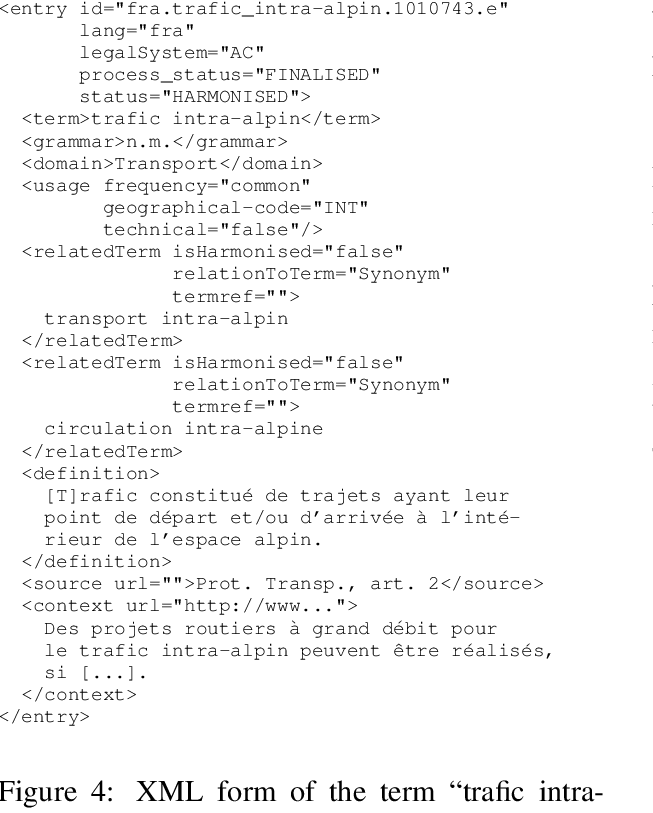 <entry id="fra.trafic_intra-alpin.1010743.e"
lang="fra"
legalSystem="AC"
process_status="FINALISED"
status="HARMONISED">
<term>trafic intra-alpin</term>
<grammar>n.m.</grammar>
<domain>Transport</domain>
<usage frequency="common"
geographical-code="INT"
technical="false"/>
<relatedTerm isHarmonised="false"
relationToTerm="Synonym"
termref="">
transport intra-alpin
</relatedTerm>
<relatedTerm isHarmonised="false"
relationToTerm="Synonym"
termref="">
circulation intra-alpine
</relatedTerm>
<definition>
[T]rafic constitué de trajets ayant leur
point de départ et/ou d'arrivée à l'inté-
rieur de l'espace alpin.
</definition>
<source url="">Prot. Transp., art. 2</source>
<context url="http://www...">
Des projets routiers à grand débit pour
le trafic intra-alpin peuvent être réalisés,
si [...].
</context>
</entry>
Figure 4: XML form of the term “trafic intra-